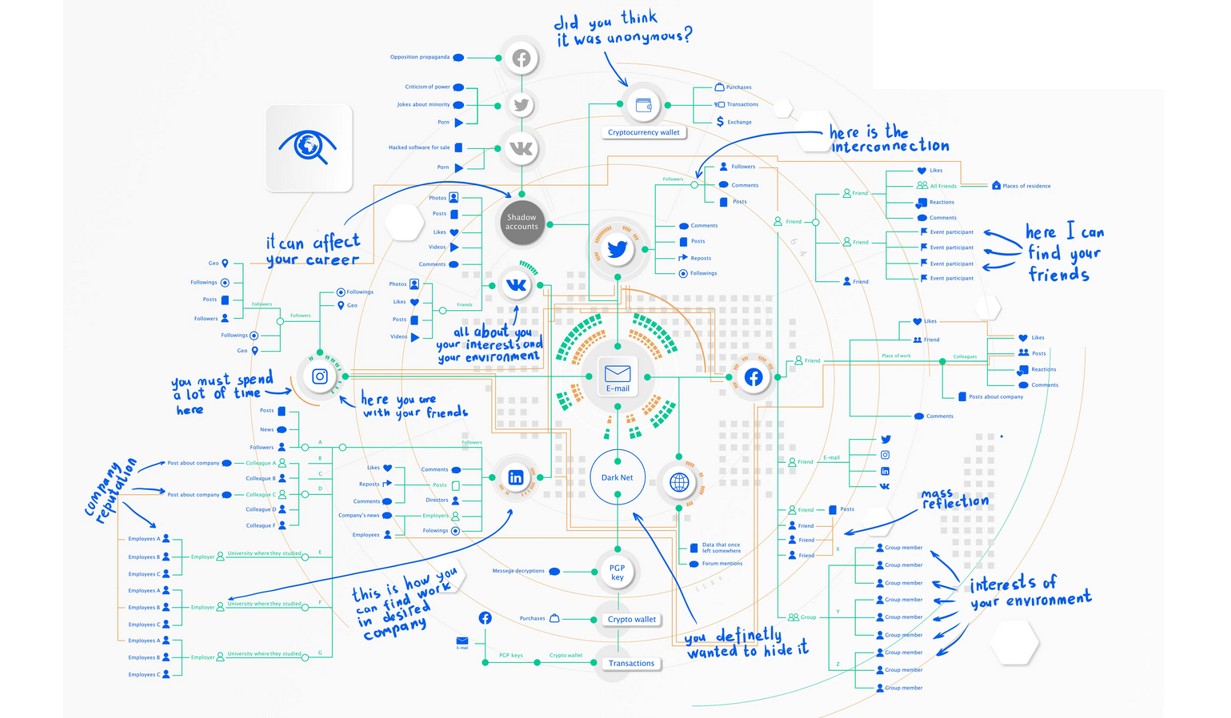 did you think
it was anonymous?
Opposition propaganda
Criticism of power
Jokes about minority
Porn
Hacked software for sale
Porn
Purchases
Transactions
Exchange
Cryptocurrency wallet
here is the
interconnection
Shadow
accounts
it can affect
your career
Photos
Posts
Likes
Videos
Comments
Photos
Likes
Posts
Videos
Friends
Followers
Followers
Comments
Posts
Comments
Posts
Reposts
Followings
Friend
Friend
Friend
Friend
Likes
All Friends
Reactions
Comments
Places of residence
Event participant
Event participant
Event participant
Event participant
here I can
find your
friends
all about you
your interests and
your environment
Geo
Followings
Posts
Followers
Followers
Followings
Geo
Followers
Followings
Geo
you must spend
a lot of time
here
here you are
with your friends
E-mail
Friend
Likes
Friend
Place of work
Colleagues
Likes
Posts
Reactions
Comments
Posts about company
Comments
Posts
News
Followers
A
B
C
D
Followers
Colleague A
Colleague B
Colleague C
Colleague D
Colleague F
Post about company
Post about company
company
reputation
Likes
Reposts
Comments
Company's news
Employees
Comments
Posts
Directors
Employers
Folowings
Dark Net
Friend
E-mail
Friend
Posts
Friend
Friend
mass
reflection
Data that once
left somewhere
Forum mentions
Employees A
Employees B
Employees C
Employer
University where they studied
E
Employees A
Employees B
Employees C
Employer
University where they studied
F
Employees A
Employees B
Employees C
Employer
University where they studied
G
this is how you
can find work
in desired
company
Messega decryptions
PGP
key
Purchases
Crypto wallet
E-mail
PGP keys
Crypto wallet
Transactions
you definetly
wanted to hide it
Group
X
Y
Z
Group member
Group member
Group member
Group member
Group member
Group member
Group member
Group member
Group member
interests of
your environment